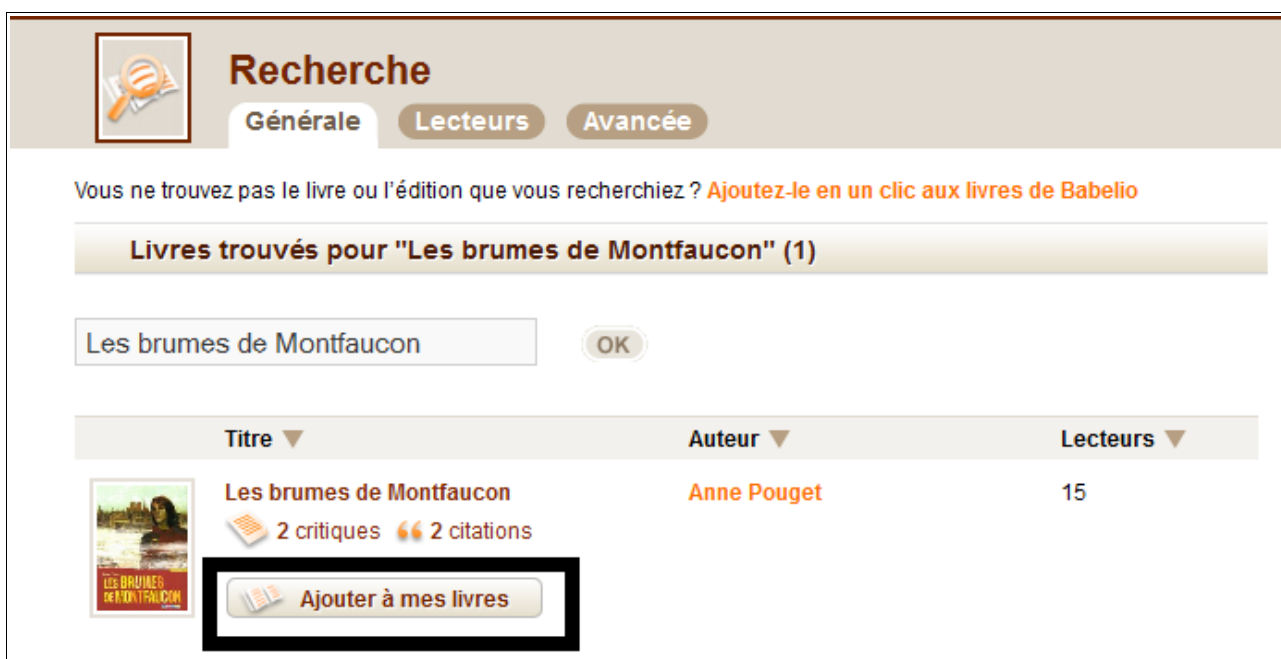 Recherche
Générale Lecteurs Avancée
Vous ne trouvez pas le livre ou l'édition que vous recherchiez ? Ajoutez-le en un clic aux livres de Babelio
Livres trouvés pour "Les brumes de Montfaucon" (1)
Les brumes de Montfaucon OK
Titre Auteur Lecteurs
Les brumes de Montfaucon Anne Pouget 15
2 critiques 2 citations
LES BRUMES
DE MONTFAUCON
Ajouter à mes livres